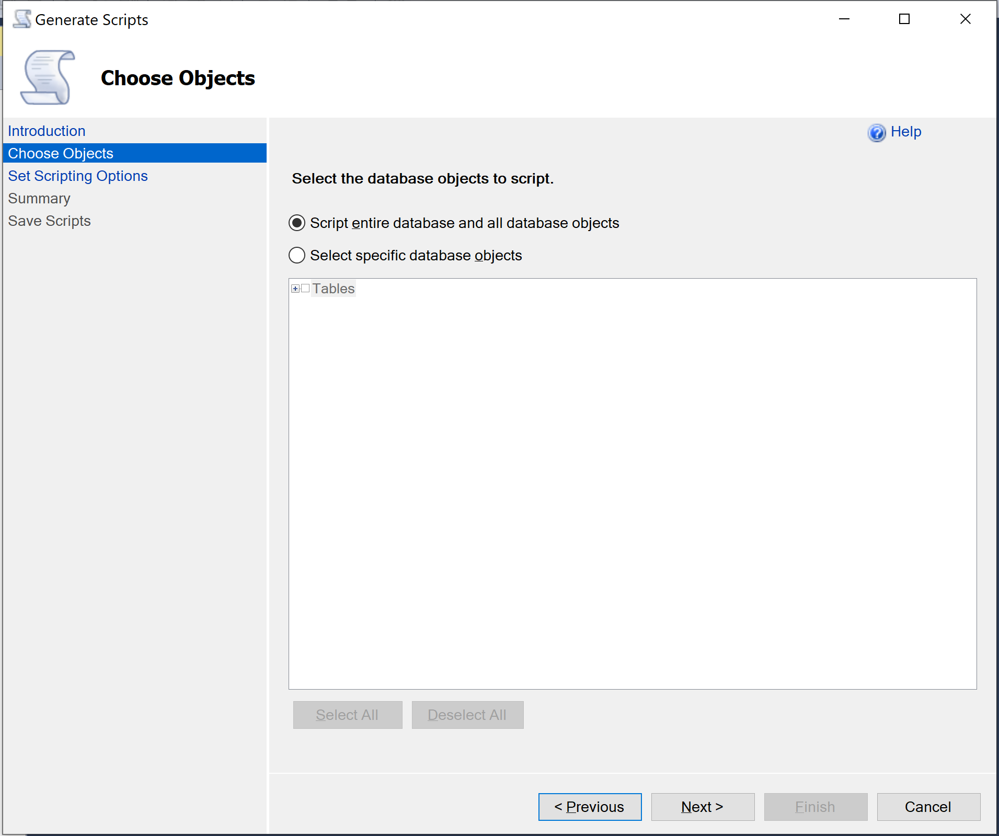 Generate Scripts
Choose Objects
Introduction
Choose Objects
Set Scripting Options
Summary
Save Scripts
Help
Select the database objects to script.
Script entire database and all database objects
Select specific database objects
Tables
Select All
Deselect All
< Previous
Next >
Finish
Cancel